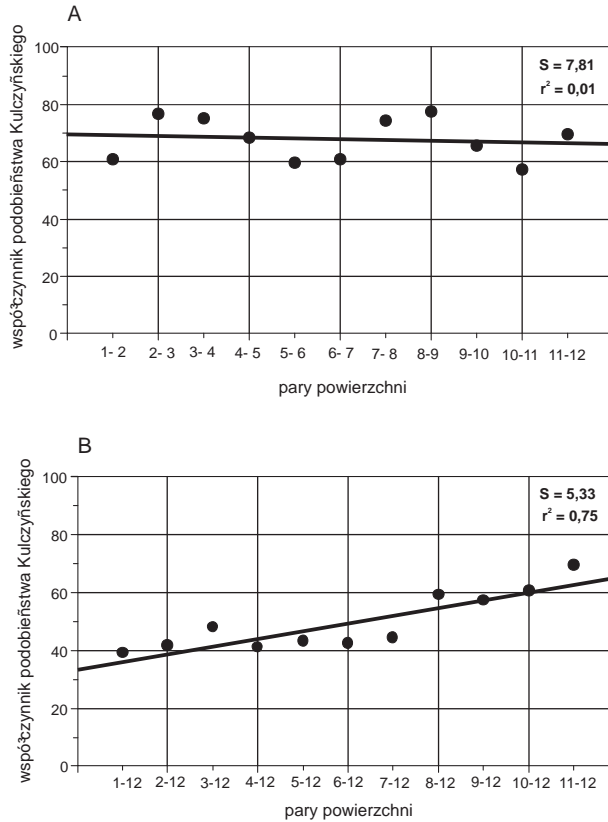 A
współczynnik podobieństwa Kulczyńskiego
100
80
60
40
20
0
S = 7,81
r² = 0,01
1- 2 2- 3 3- 4 4- 5 5- 6 6- 7 7- 8 8-9 9-10 10-11 11-12
pary powierzchni
B
współczynnik podobieństwa Kulczyńskiego
100
80
60
40
20
0
S = 5,33
r² = 0,75
1-12 2-12 3-12 4-12 5-12 6-12 7-12 8-12 9-12 10-12 11-12
pary powierzchni